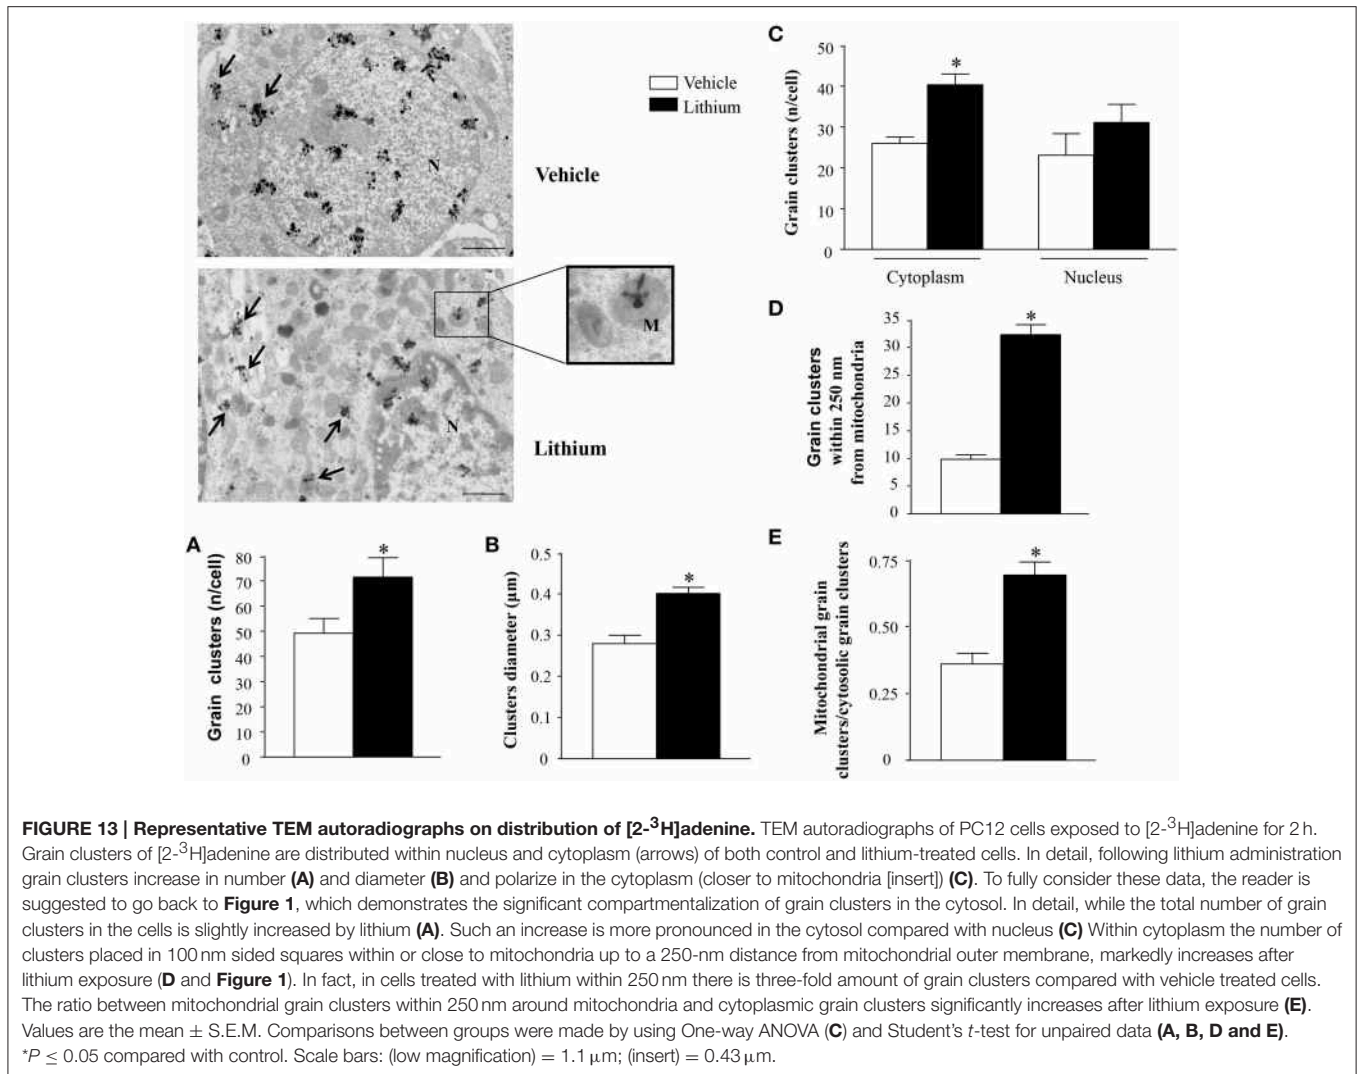 N
Vehicle
Vehicle
Lithium
C
Grain clusters (n/cell)
50
40
30
20
10
0
*
Cytoplasm
Nucleus
M
N
Lithium
D
Grain clusters
within 250 nm
from mitochondria
35
30
25
20
15
10
5
0
*
A
Grain clusters (n/cell)
80
70
60
50
40
30
20
10
0
*
B
Clusters diameter (µm)
0.5
0.4
0.3
0.2
0.1
0
*
E
Mitochondrial grain
clusters/cytosolic grain clusters
0.75
0.50
0.25
0
*
FIGURE 13 | Representative TEM autoradiographs on distribution of [2-³H]adenine. TEM autoradiographs of PC12 cells exposed to [2-³H]adenine for 2 h.
Grain clusters of [2-³H]adenine are distributed within nucleus and cytoplasm (arrows) of both control and lithium-treated cells. In detail, following lithium administration
grain clusters increase in number (A) and diameter (B) and polarize in the cytoplasm (closer to mitochondria [insert]) (C). To fully consider these data, the reader is
suggested to go back to Figure 1, which demonstrates the significant compartmentalization of grain clusters in the cytosol. In detail, while the total number of grain
clusters in the cells is slightly increased by lithium (A). Such an increase is more pronounced in the cytosol compared with nucleus (C) Within cytoplasm the number of
clusters placed in 100 nm sided squares within or close to mitochondria up to a 250-nm distance from mitochondrial outer membrane, markedly increases after
lithium exposure (D and Figure 1). In fact, in cells treated with lithium within 250 nm there is three-fold amount of grain clusters compared with vehicle treated cells.
The ratio between mitochondrial grain clusters within 250 nm around mitochondria and cytoplasmic grain clusters significantly increases after lithium exposure (E).
Values are the mean ± S.E.M. Comparisons between groups were made by using One-way ANOVA (C) and Student's t-test for unpaired data (A, B, D and E).
*P ≤ 0.05 compared with control. Scale bars: (low magnification) = 1.1 µm; (insert) = 0.43 µm.